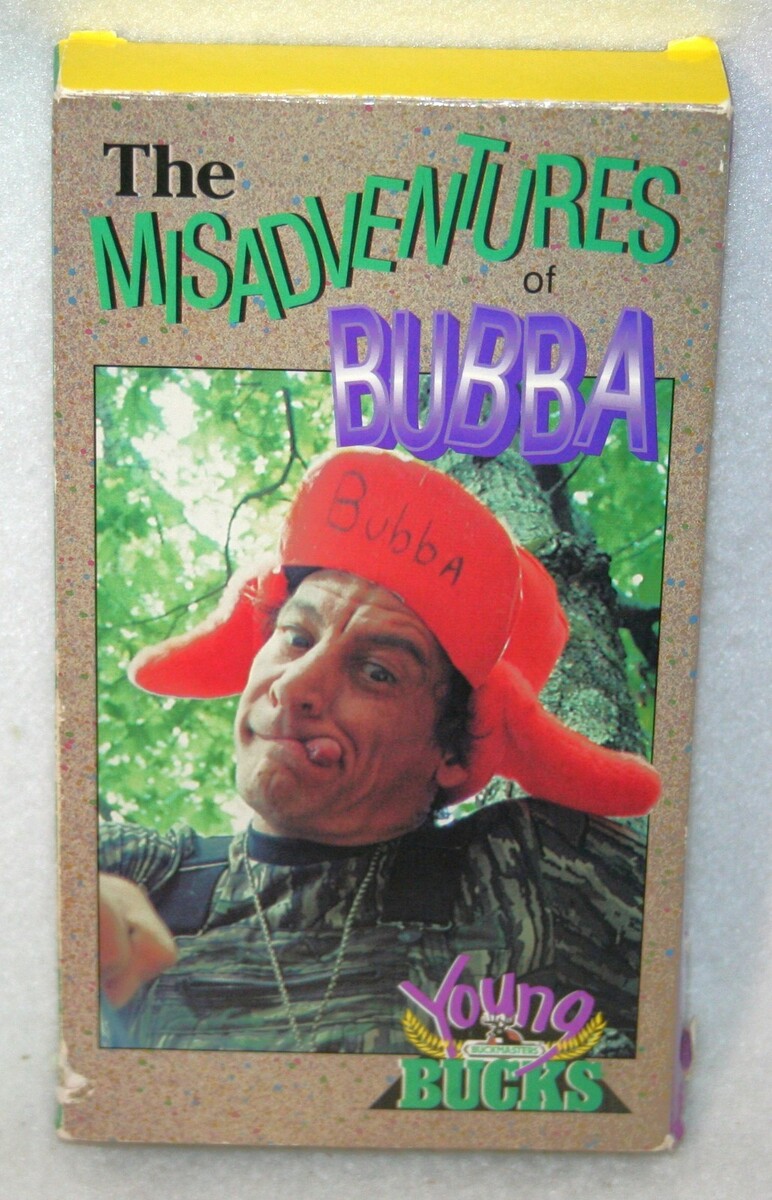 The
MISADVENTURES
of
BUBBA
BubbA
Young
BUCKMASTERS
BUCKS